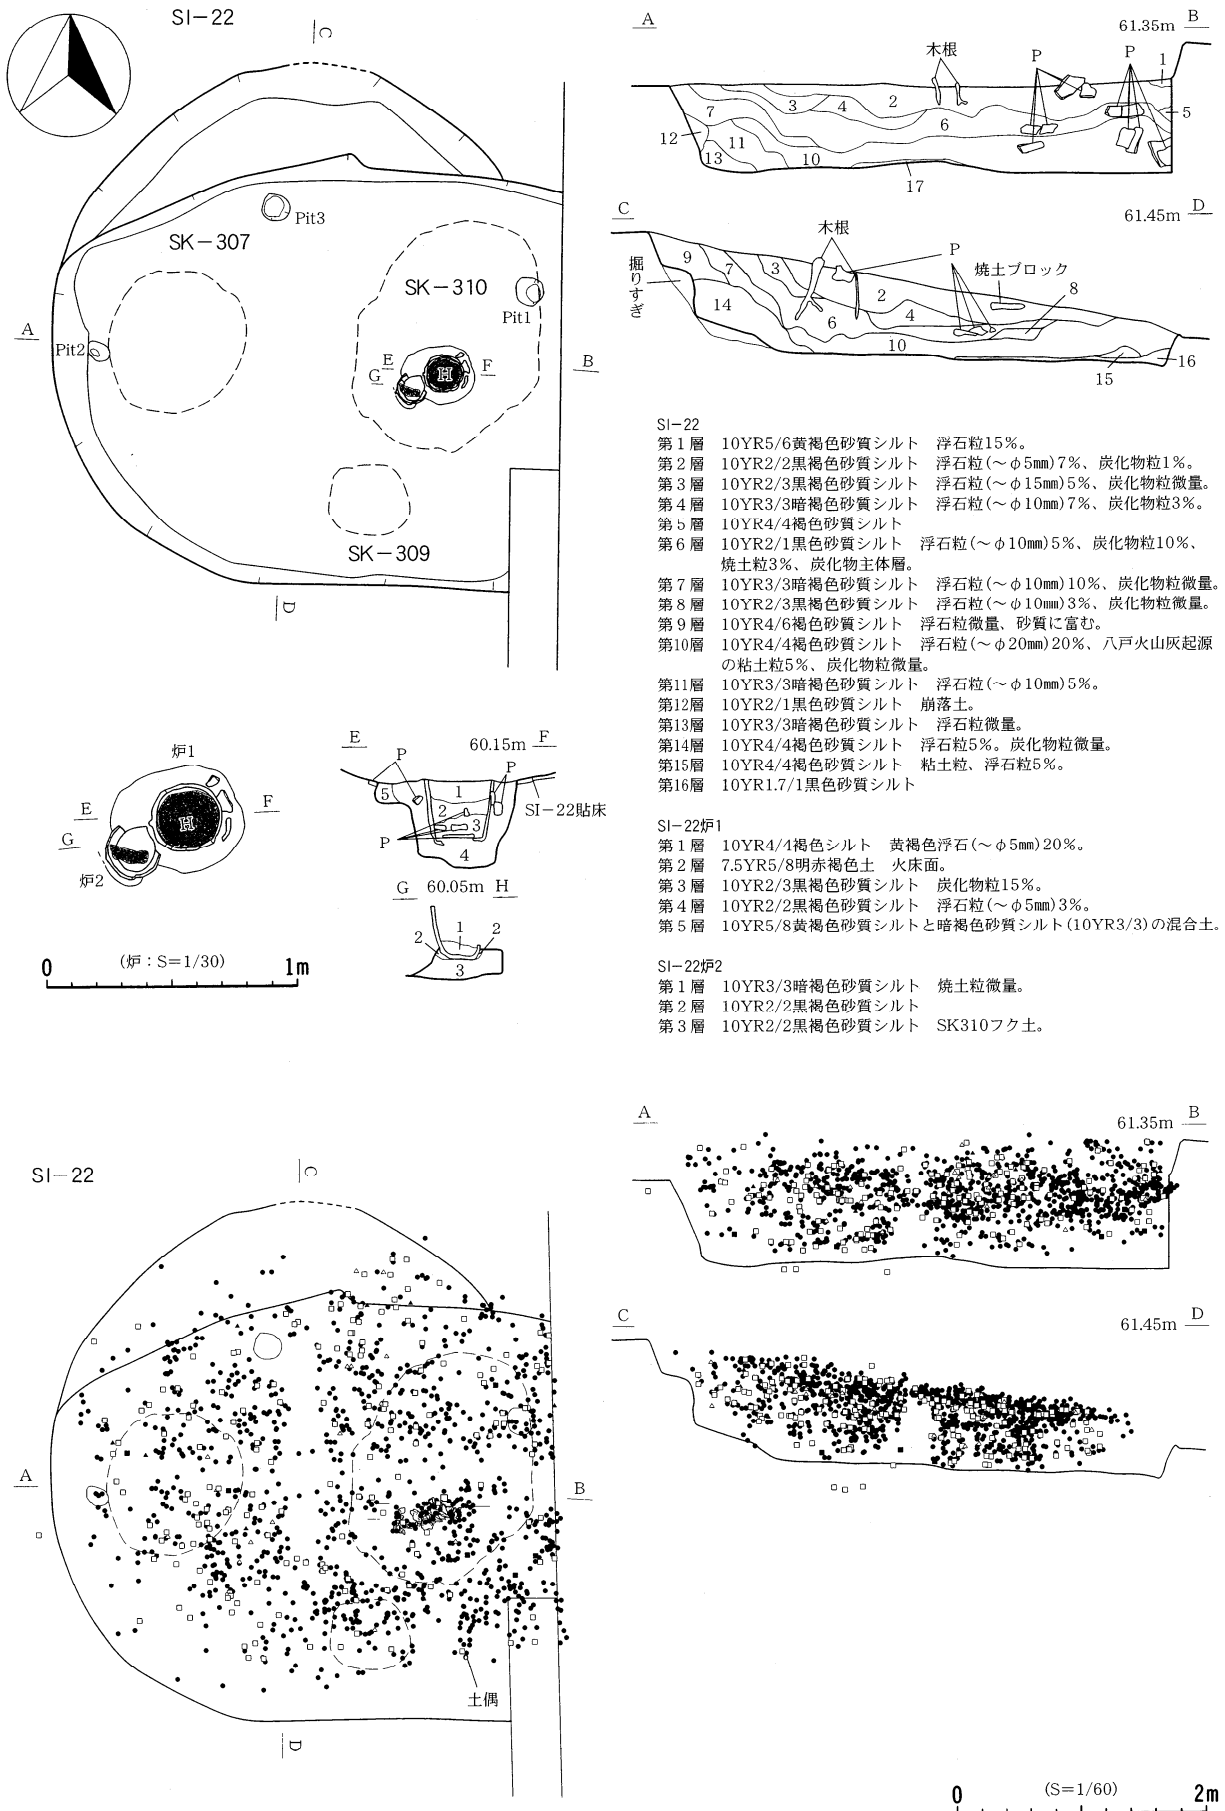 SI-22
C
SK-307
Pit3
SK-310
Pit1
A
Pit2
E
G
H
F
B
SK-309
D
A
61.35m
B
木根
P
P
1
2
3
4
5
6
7
10
11
12
13
17
C
61.45m
D
木根
P
焼土ブロック
掘りすぎ
9
7
3
2
8
14
6
4
10
15
16
SI-22
第1層 10YR5/6黄褐色砂質シルト 浮石粒15%。
第2層 10YR2/2黒褐色砂質シルト 浮石粒(~φ5㎜)7%、炭化物粒1%。
第3層 10YR2/3黒褐色砂質シルト 浮石粒(~φ15㎜)5%、炭化物粒微量。
第4層 10YR3/3暗褐色砂質シルト 浮石粒(~φ10㎜)7%、炭化物粒3%。
第5層 10YR4/4褐色砂質シルト
第6層 10YR2/1黒色砂質シルト 浮石粒(~φ10㎜)5%、炭化物粒10%、
焼土粒3%、炭化物主体層。
第7層 10YR3/3暗褐色砂質シルト 浮石粒(~φ10㎜)10%、炭化物粒微量。
第8層 10YR2/3黒褐色砂質シルト 浮石粒(~φ10㎜)3%、炭化物粒微量。
第9層 10YR4/6褐色砂質シルト 浮石粒微量、砂質に富む。
第10層 10YR4/4褐色砂質シルト 浮石粒(~φ20㎜)20%、八戸火山灰起源
の粘土粒5%、炭化物粒微量。
第11層 10YR3/3暗褐色砂質シルト 浮石粒(~φ10㎜)5%。
第12層 10YR2/1黒色砂質シルト 崩落土。
第13層 10YR3/3暗褐色砂質シルト 浮石粒微量。
第14層 10YR4/4褐色砂質シルト 浮石粒5%。炭化物粒微量。
第15層 10YR4/4褐色砂質シルト 粘土粒、浮石粒5%。
第16層 10YR1.7/1黒色砂質シルト
SI-22炉1
第1層 10YR4/4褐色シルト 黄褐色浮石(~φ5㎜)20%。
第2層 7.5YR5/8明赤褐色土 火床面。
第3層 10YR2/3黒褐色砂質シルト 炭化物粒15%。
第4層 10YR2/2黒褐色砂質シルト 浮石粒(~φ5㎜)3%。
第5層 10YR5/8黄褐色砂質シルトと暗褐色砂質シルト(10YR3/3)の混合土。
SI-22炉2
第1層 10YR3/3暗褐色砂質シルト 焼土粒微量。
第2層 10YR2/2黒褐色砂質シルト
第3層 10YR2/2黒褐色砂質シルト SK310フク土。
炉1
E
F
G
H
炉2
(炉：S=1/30)
0
1m
E
60.15m
F
P
P
5
1
2
3
4
P
SI-22貼床
G
60.05m
H
1
2
2
3
SI-22
C
A
B
土偶
D
A
61.35m
B
C
61.45m
D
(S=1/60)
0
2m